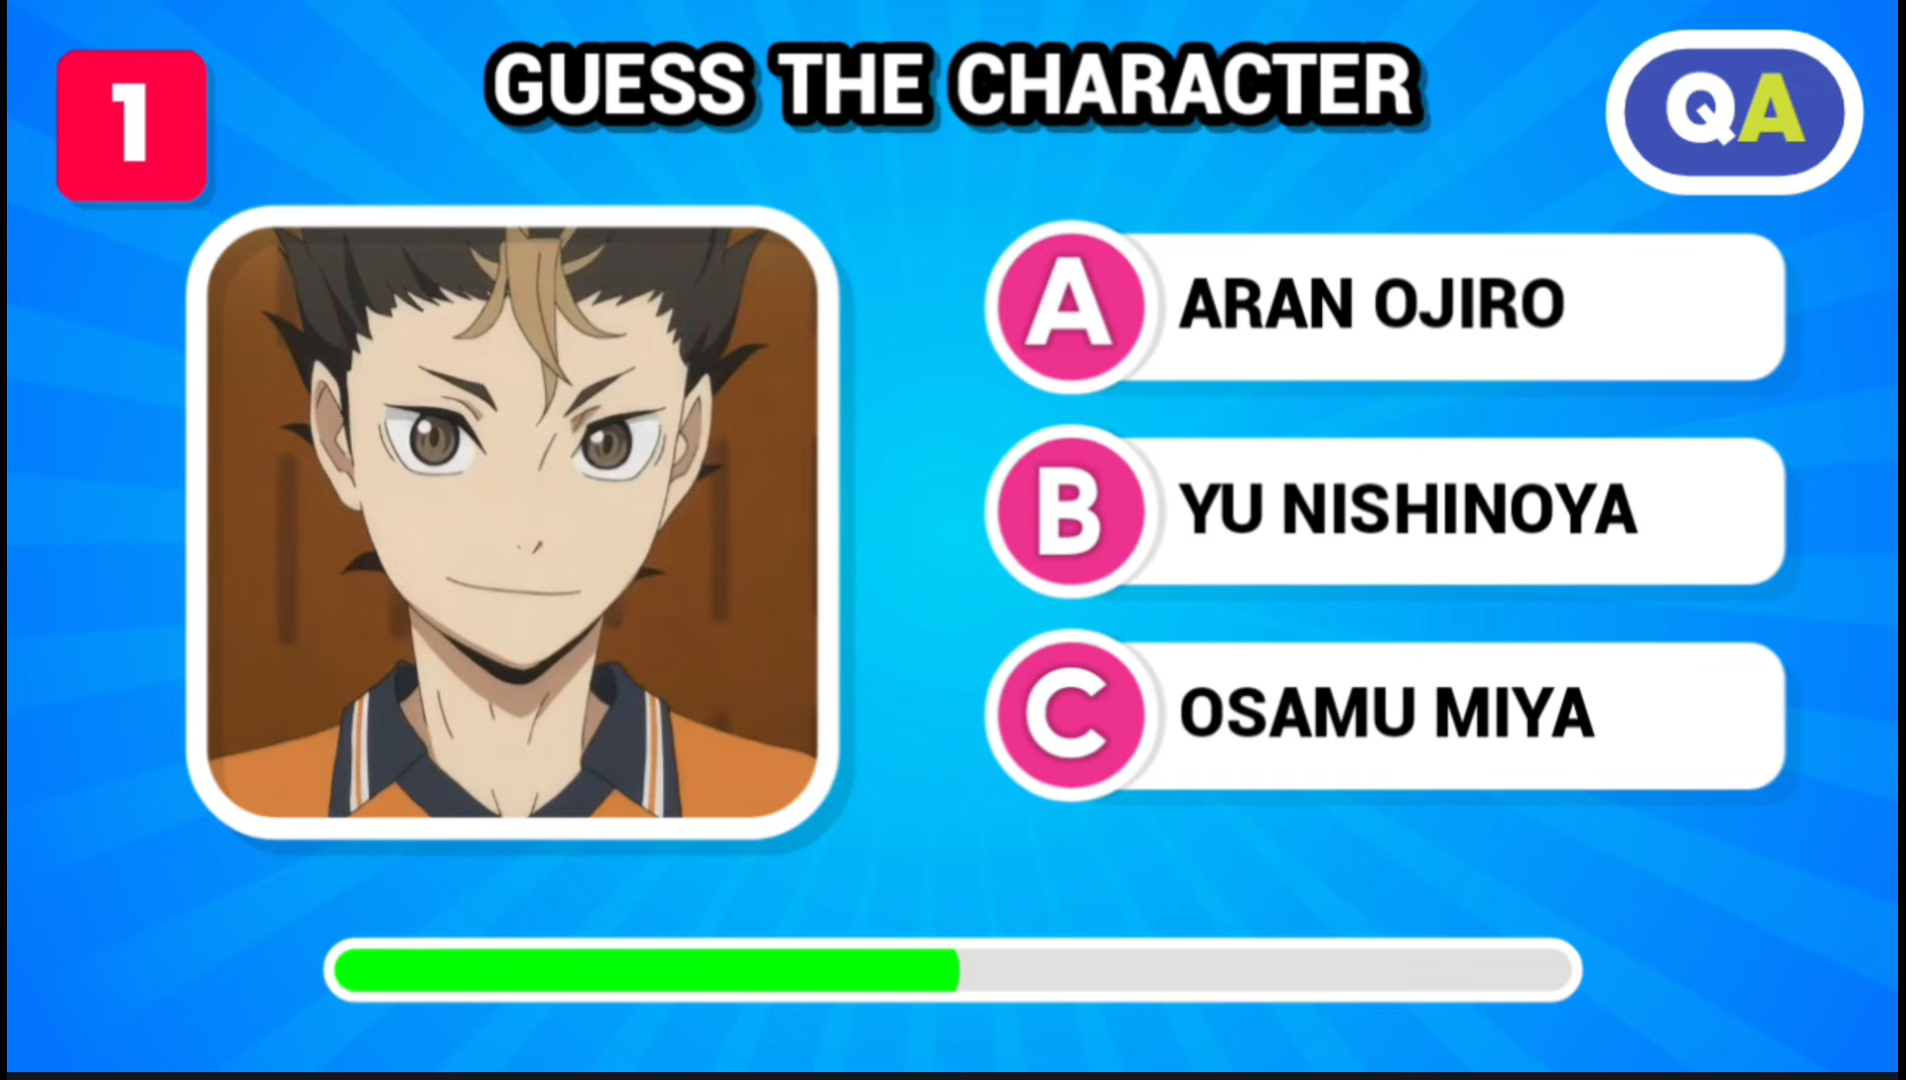 1
GUESS THE CHARACTER
QA
A ARAN OJIRO
B YU NISHINOYA
C OSAMU MIYA